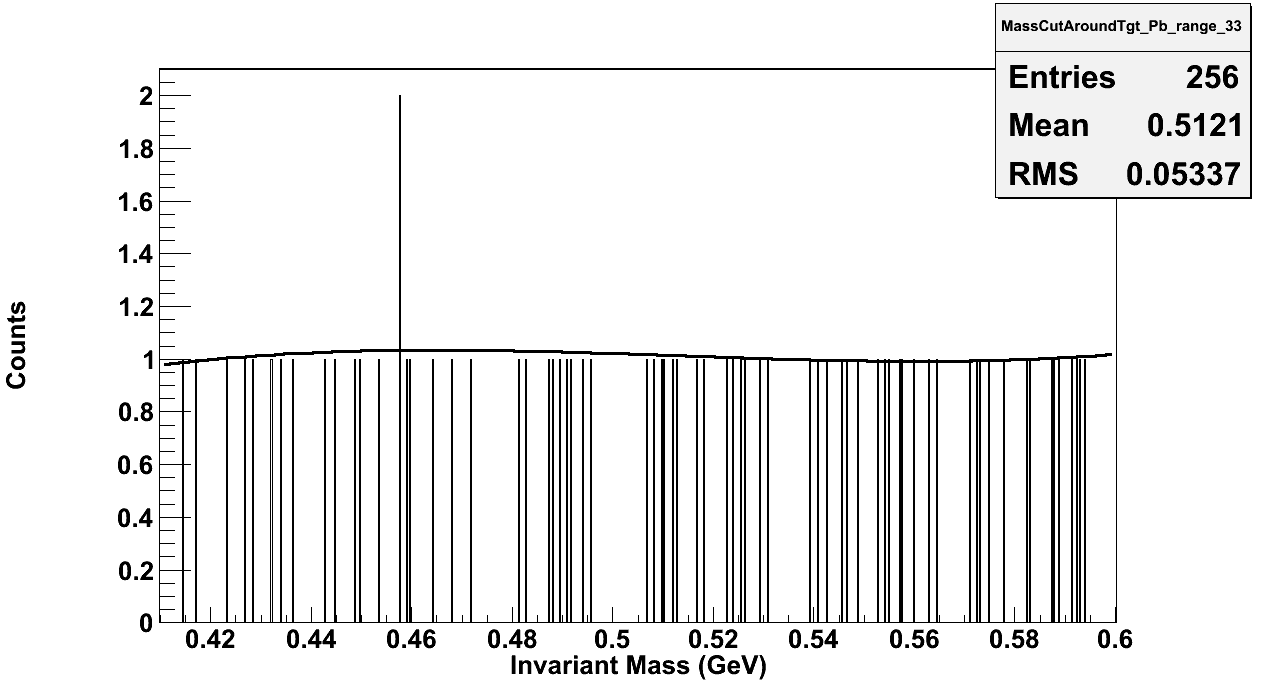 MassCutAroundTgt_Pb_range_33
Entries 256
Mean 0.5121
RMS 0.05337
2
1.8
1.6
1.4
1.2
1
0.8
0.6
0.4
0.2
0
Counts
0.42 0.44 0.46 0.48 0.5 0.52 0.54 0.56 0.58 0.6
Invariant Mass (GeV)